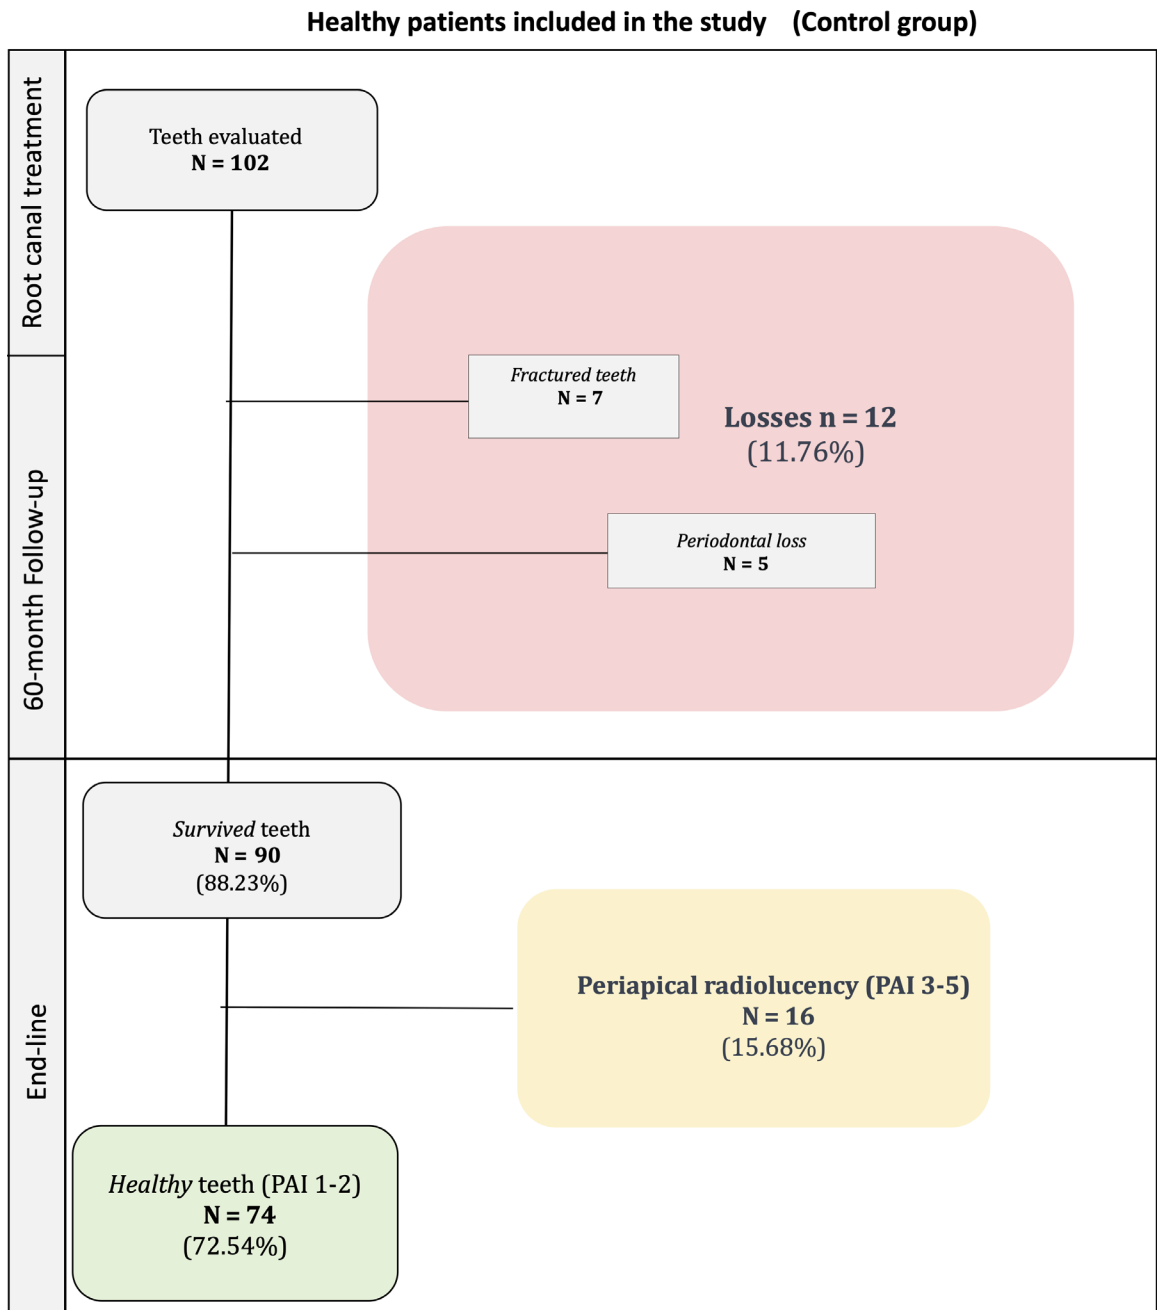 Healthy patients included in the study (Control group)
Root canal treatment
Teeth evaluated
N = 102
60-month Follow-up
Fractured teeth
N = 7
Losses n = 12
(11.76%)
Periodontal loss
N = 5
End-line
Survived teeth
N = 90
(88.23%)
Periapical radiolucency (PAI 3-5)
N = 16
(15.68%)
Healthy teeth (PAI 1-2)
N = 74
(72.54%)